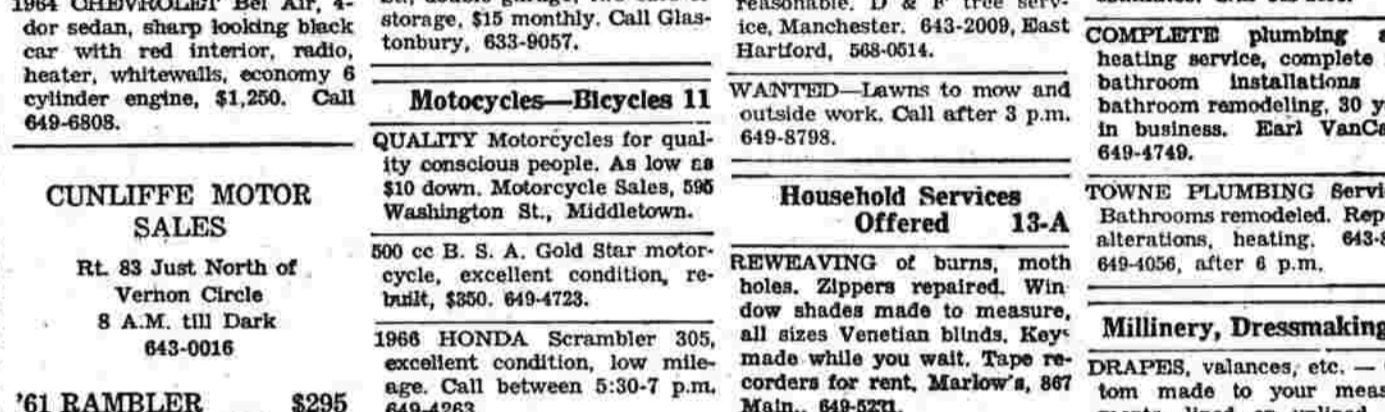 1964 CHEVROLET Bel Air, 4-
dor sedan, sharp looking black
car with red interior, radio,
heater, whitewalls, economy 6
cylinder engine, $1,250. Call
649-6808.
CUNLIFFE MOTOR
SALES
Rt. 83 Just North of
Vernon Circle
8 A.M. till Dark
643-0016
'61 RAMBLER $295
storage, $15 monthly. Call Glas-
tonbury, 633-9057.
Motocycles—Bicycles 11
QUALITY Motorcycles for qual-
ity conscious people. As low as
$10 down. Motorcycle Sales, 595
Washington St., Middletown.
500 cc B. S. A. Gold Star motor-
cycle, excellent condition, re-
built, $350. 649-4723.
1966 HONDA Scrambler 305,
excellent condition, low mile-
age. Call between 5:30-7 p.m.
649-4263.
reasonable. D & F tree serv-
ice, Manchester. 643-2009, East
Hartford, 568-0514.
WANTED—Lawns to mow and
outside work. Call after 3 p.m.
649-8798.
Household Services
Offered 13-A
REWEAVING of burns, moth
holes. Zippers repaired. Win
dow shades made to measure,
all sizes Venetian blinds. Keys
made while you wait. Tape re-
corders for rent. Marlow's, 867
Main., 649-5221.
COMPLETE plumbing
heating service, complete
bathroom installations
bathroom remodeling, 30 y
in business. Earl VanCa
649-4749.
TOWNE PLUMBING Servi
Bathrooms remodeled. Rep
alterations, heating. 643-
649-4056, after 6 p.m.
Millinery, Dressmaking
DRAPES, valances, etc. —
tom made to your meas